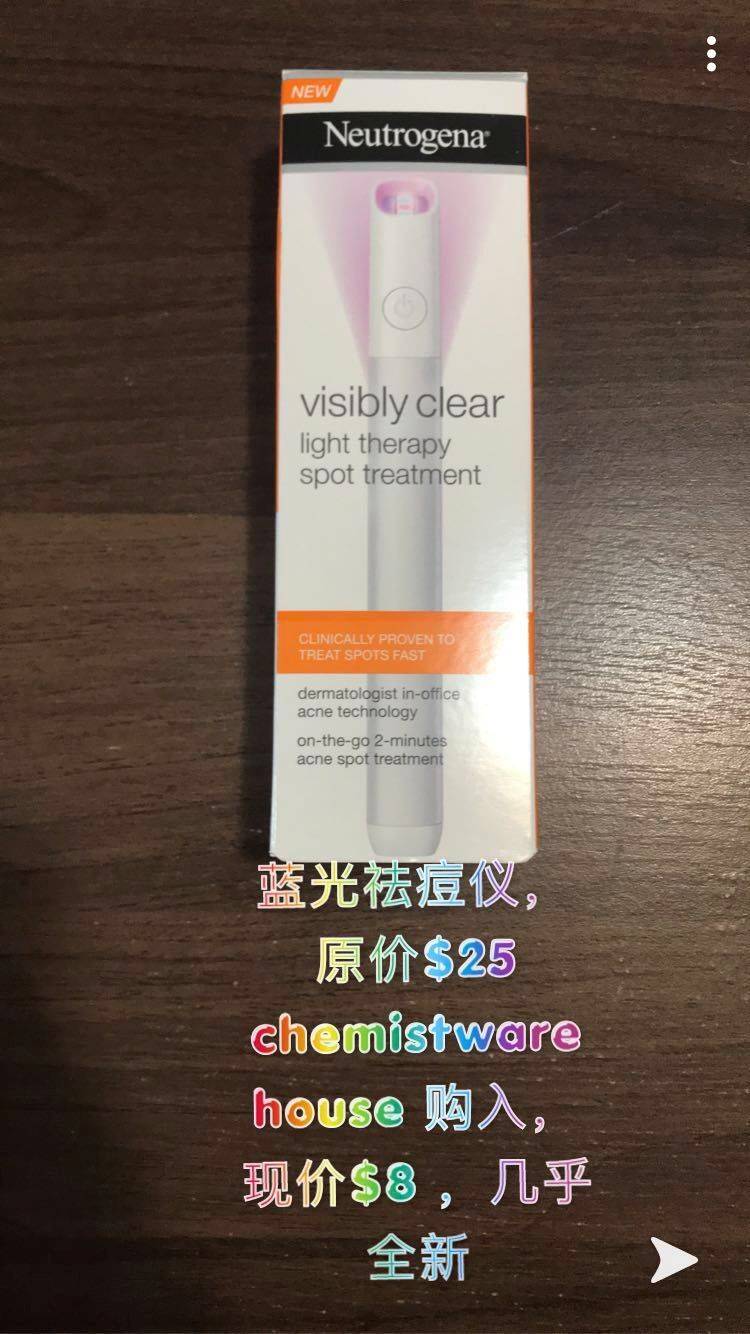 NEW
Neutrogena®
visibly clear
light therapy
spot treatment
CLINICALLY PROVEN TO
TREAT SPOTS FAST
dermatologist in-office
acne technology
on-the-go 2-minutes
acne spot treatment
蓝光祛痘仪，
原价$25
chemistware
house 购入，
现价$8 ，几乎
全新